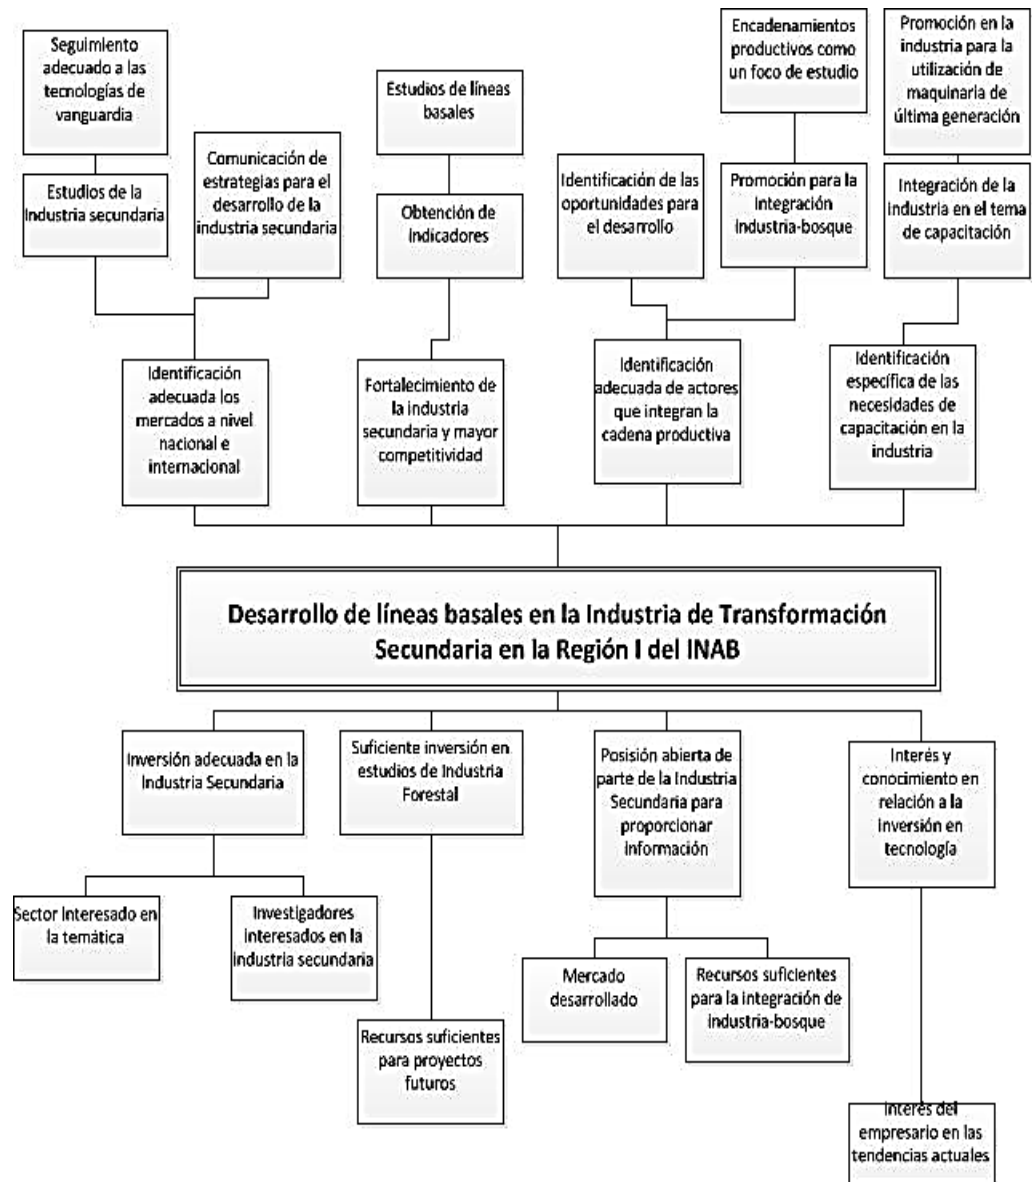 Seguimiento
adecuado a las
tecnologías de
vanguardia
Estudios de la
Industria secundaria
Comunicación de
estrategias para el
desarrollo de la
industria secundaria
Estudios de líneas
basales
Obtención de
Indicadores
Identificación de las
oportunidades para
el desarrollo
Encadenamientos
productivos como
un foco de estudio
Promoción para la
Integración
Industria-bosque
Promoción en la
industria para la
utilización de
maquinaria de
última generación
Integración de la
industria en el tema
de capacitación
Identificación
adecuada los
mercados a nivel
nacional e
internacional
Fortalecimiento de
la industria
secundaria y mayor
competitividad
Identificación
adecuada de actores
que integran la
cadena productiva
Identificación
específica de las
necesidades de
capacitación en la
industria
Desarrollo de líneas basales en la Industria de Transformación
Secundaria en la Región I del INAB
Inversión adecuada en la
Industria Secundaria
Suficiente inversión en
estudios de Industria
Forestal
Posisión abierta de
parte de la Industria
Secundaria para
proporcionar
Información
Interés y
conocimiento en
relación a la
Inversión en
tecnología
Sector Interesado en
la temática
Investigadores
interesados en la
Industria secundaria
Recursos suficientes
para proyectos
futuros
Mercado
desarrollado
Recursos suficientes
para la integración de
industria-bosque
Interés del
empresario en las
tendencias actuales